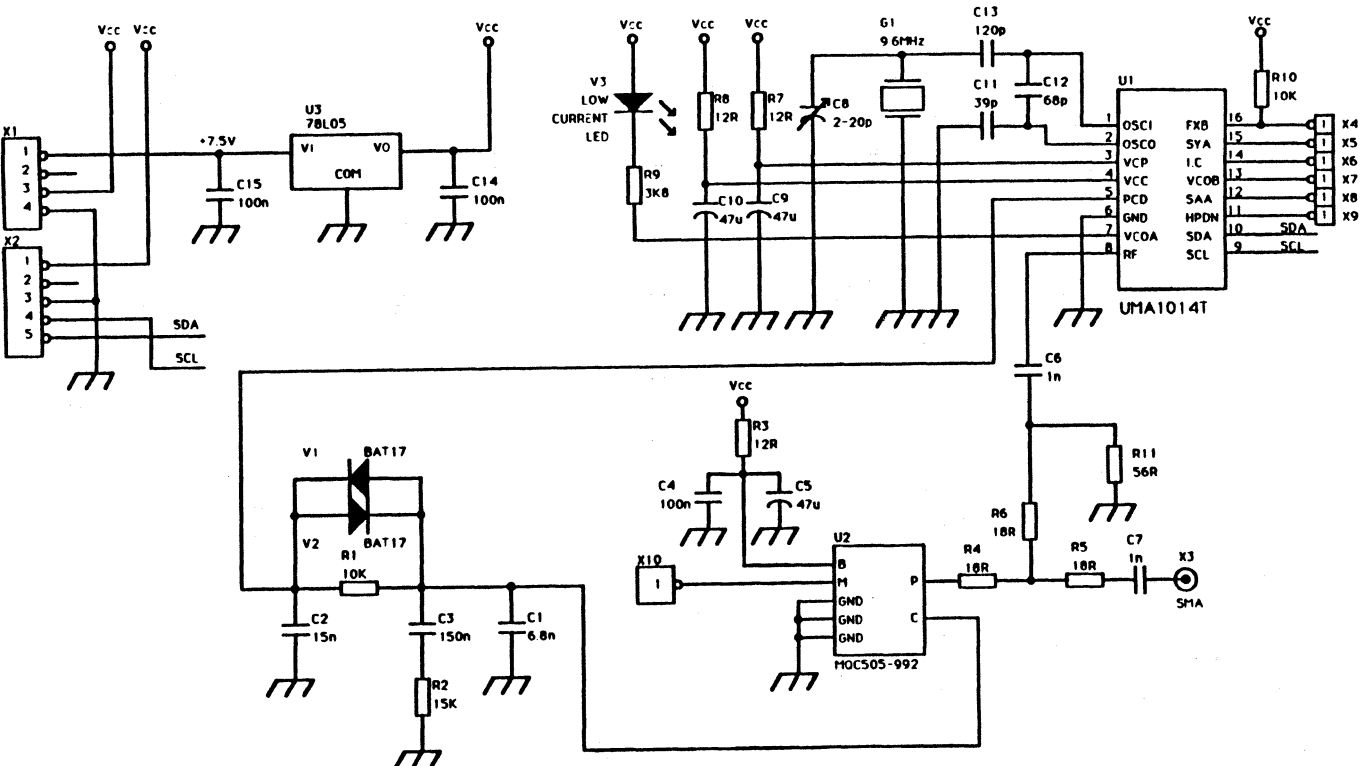 Vcc Vcc
Vcc
Vcc Vcc Vcc
G1
9.6MHz
C13
120p
Vcc
X1
1
2
3
4
+7.5V
U3
78L05
VI VO
COM
C15
100n
C14
100n
V3
LOW
CURRENT
LED
R9
3K8
R8
12R
R7
12R
C8
2-20p
C10
47u
C9
47u
C11
39p
C12
68p
U1
R10
10K
1 OSCI FXB 16 1 X4
2 OSCO SYA 15 1 X5
3 VCP I.C 14 1 X6
4 VCC VCOB 13 1 X7
5 PCD SAA 12 1 X8
6 GND HPDN 11 1 X9
7 VCOA SDA 10 SDA
8 RF SCL 9 SCL
UMA1014T
X2
1
2
3
4
5
SDA
SCL
C6
1n
Vcc
R3
12R
R11
56R
V1 BAT17
V2 BAT17
R1
10K
C4
100n
C5
47u
R6
18R
X10
1
U2
B
M
GND
GND
GND
P
C
MOC505-992
R4
18R
R5
18R
C7
1n
X3
SMA
C2
15n
C3
150n
C1
6.8n
R2
15K